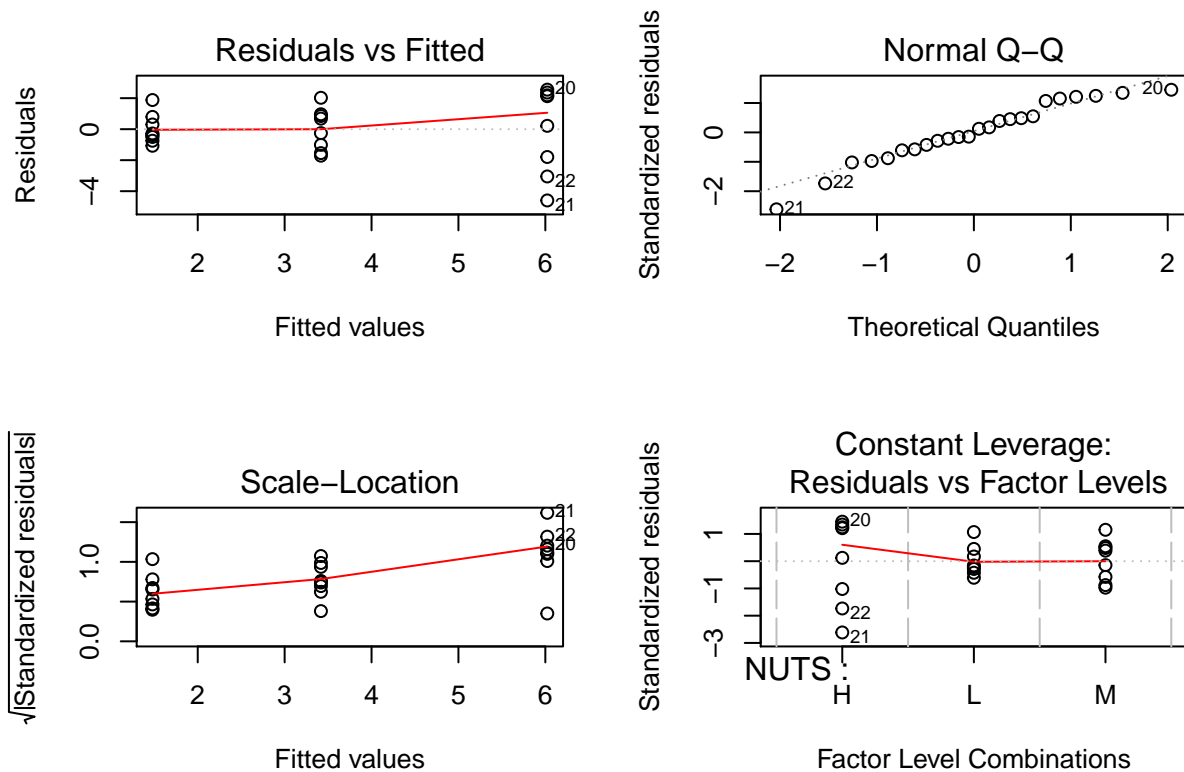 Residuals vs Fitted
Residuals
0
−4
20
22
21
2 3 4 5 6
Fitted values
Normal Q−Q
Standardized residuals
0
−2
20
22
21
−2 −1 0 1 2
Theoretical Quantiles
Scale−Location
√|Standardized residuals|
1.0
0.0
21
22
20
2 3 4 5 6
Fitted values
Constant Leverage:
Residuals vs Factor Levels
Standardized residuals
1
−1
−3
20
22
21
NUTS :
H L M
Factor Level Combinations